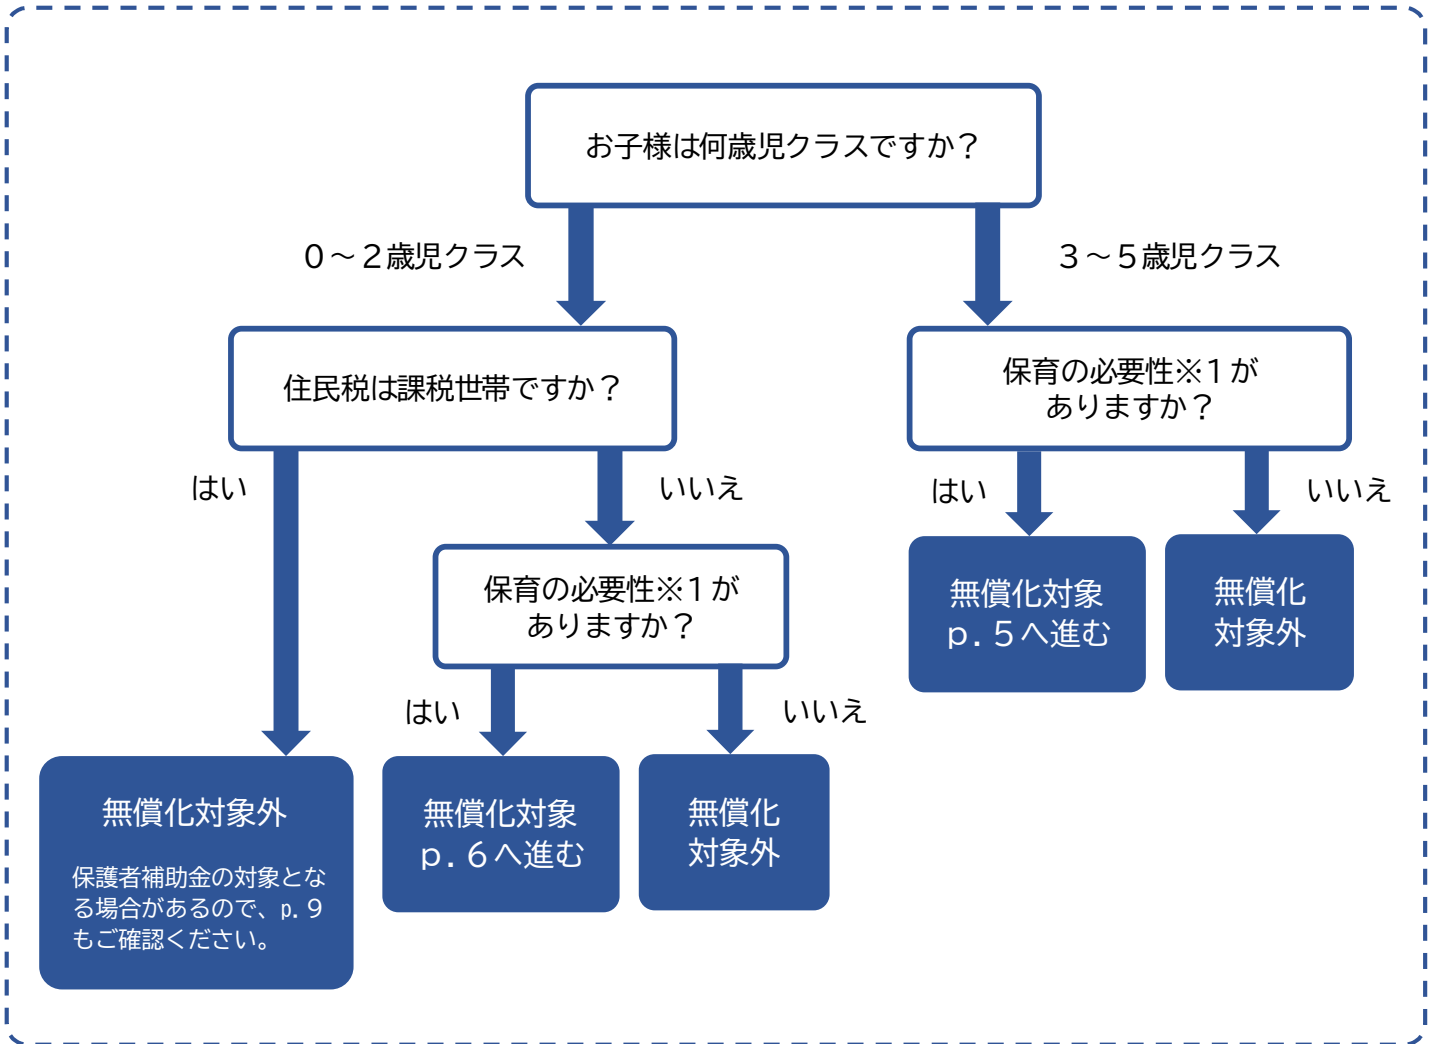 お子様は何歳児クラスですか？
０～２歳児クラス
３～５歳児クラス
住民税は課税世帯ですか？
保育の必要性※１が
ありますか？
はい
いいえ
はい
いいえ
保育の必要性※１が
ありますか？
無償化対象
ｐ．５へ進む
無償化
対象外
はい
いいえ
無償化対象外
保護者補助金の対象とな
る場合があるので、p.９
もご確認ください。
無償化対象
ｐ．６へ進む
無償化
対象外